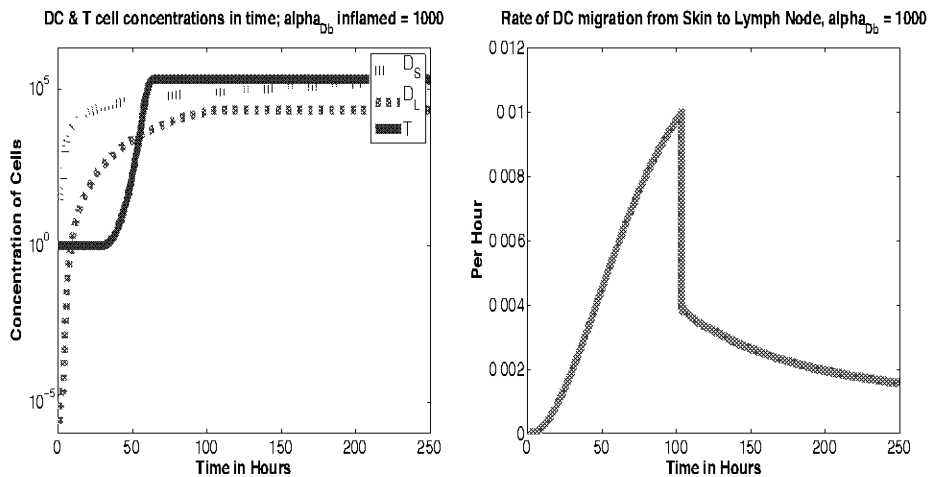 DC & T cell concentrations in time; alpha_Db inflamed = 1000
10^5
10^0
10^-5
Concentration of Cells
D_S
D_L
T
0 50 100 150 200 250
Time in Hours
Rate of DC migration from Skin to Lymph Node, alpha_Db = 1000
0 012
0 01
0 008
0 006
0 004
0 002
0
Per Hour
0 50 100 150 200 250
Time in Hours